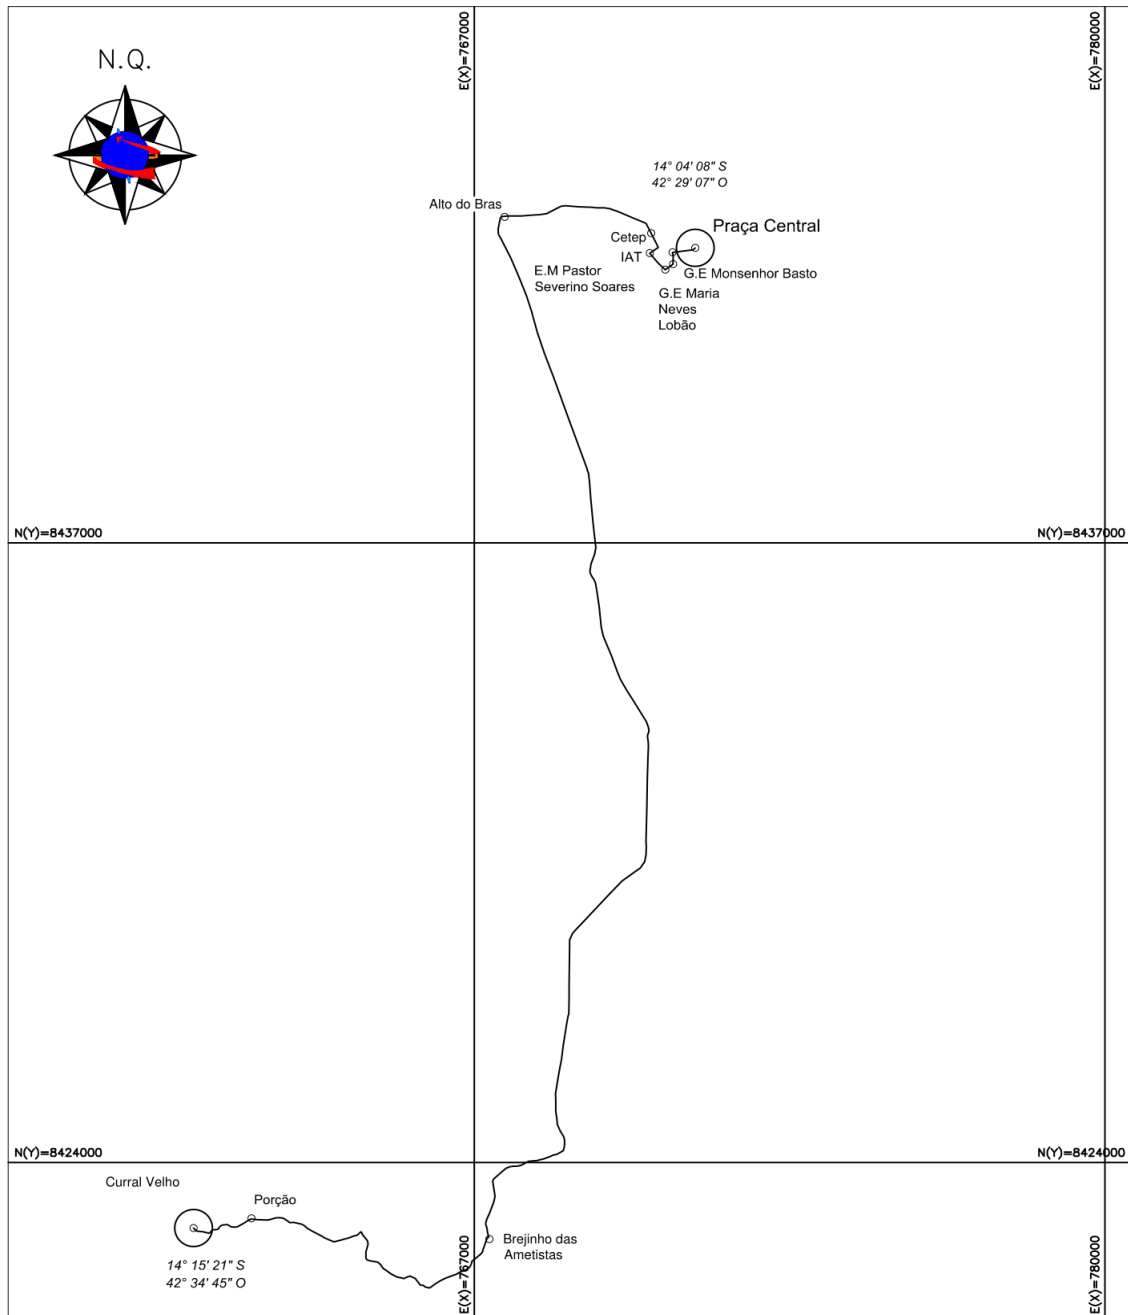 E(X)=767000
E(X)=780000
N.Q.
14° 04' 08" S
42° 29' 07" O
Alto do Bras
Praça Central
Cetep
IAT
G.E Monsenhor Basto
E.M Pastor
Severino Soares
G.E Maria
Neves
Lobão
N(Y)=8437000
N(Y)=8437000
N(Y)=8424000
N(Y)=8424000
Curral Velho
Porção
14° 15' 21" S
42° 34' 45" O
Brejinho das
Ametistas
E(X)=767000
E(X)=780000